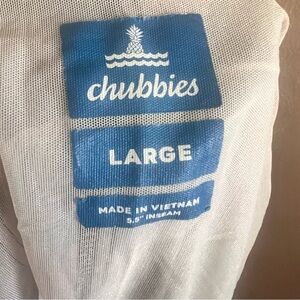 chubbies
LARGE
MADE IN VIETNAM
5.5" INSEAM